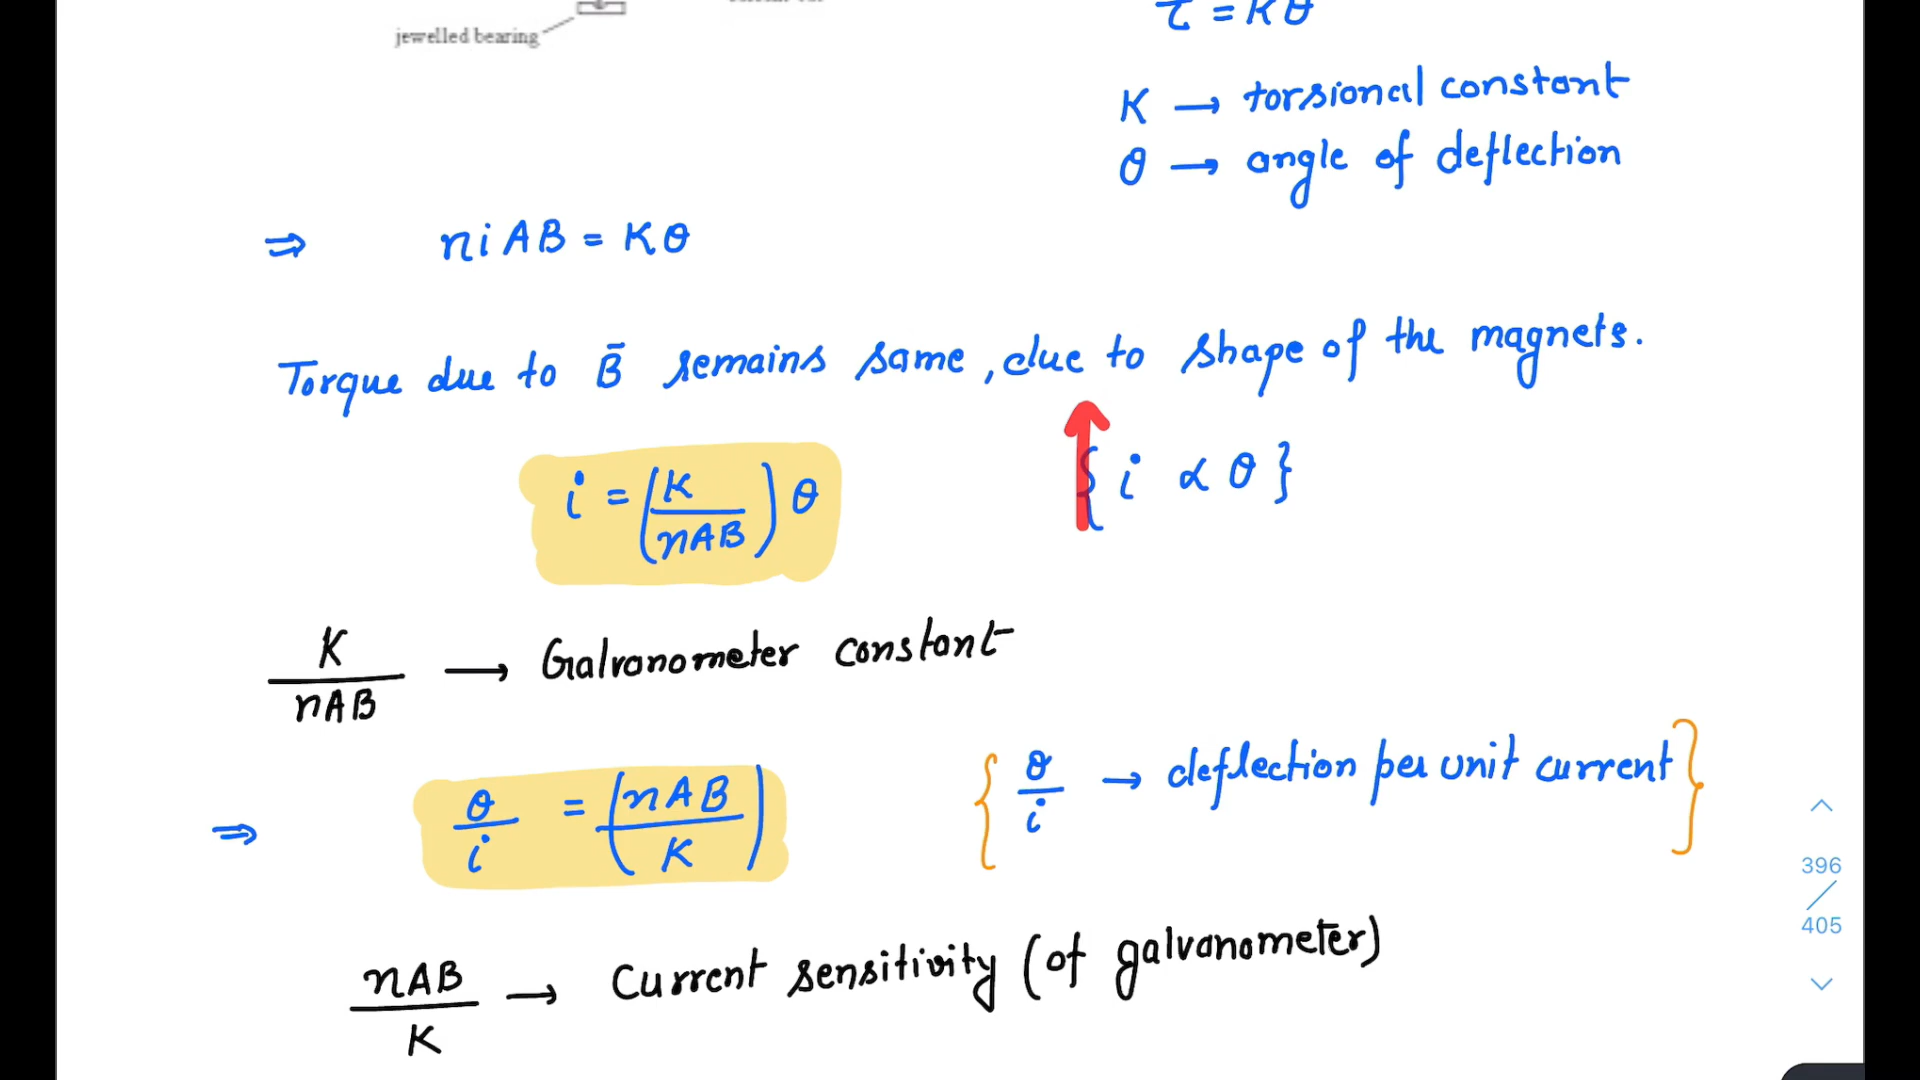 jewelled bearing
τ = Kθ
K → torsional constant
θ → angle of deflection
⇒ niAB = Kθ
Torque due to B̄ remains same, due to shape of the magnets.
i = (K/nAB) θ { i ∝ θ }
K/nAB → Galvanometer constant
⇒ θ/i = (nAB/K) { θ/i → deflection per unit current }
396
/
405
nAB/K → Current sensitivity (of galvanometer)